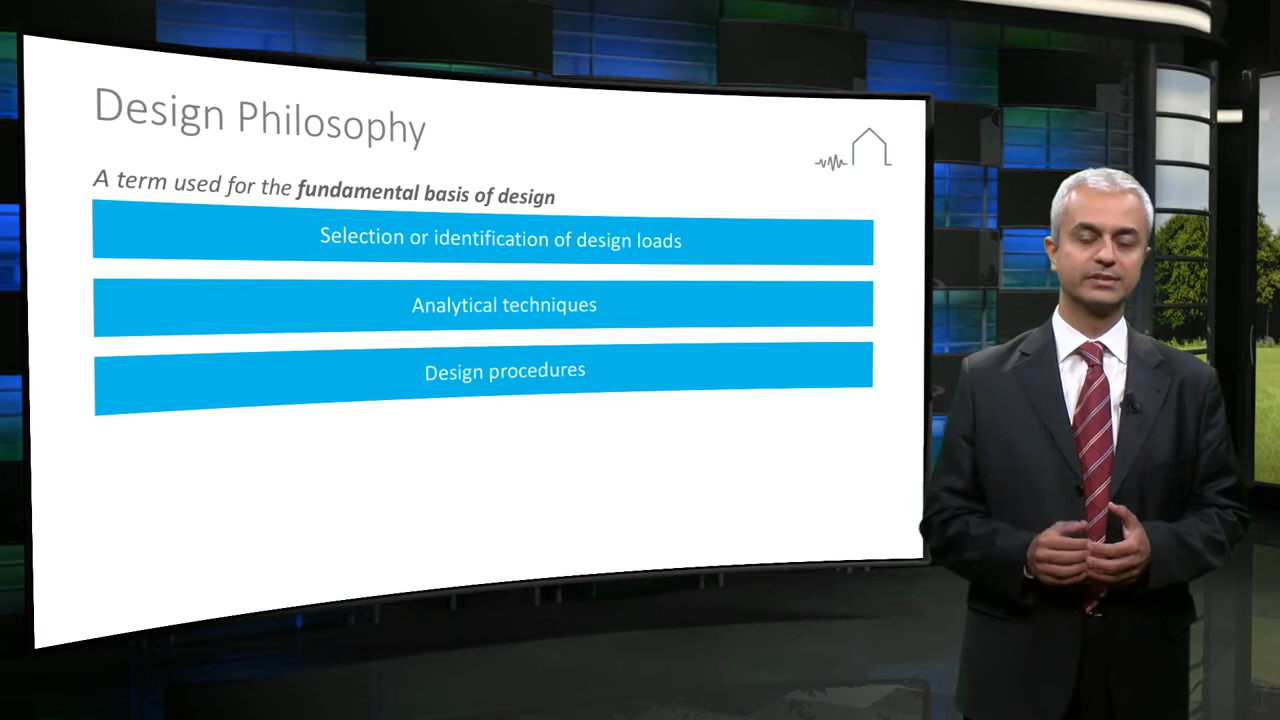 Design Philosophy
A term used for the fundamental basis of design
Selection or identification of design loads
Analytical techniques
Design procedures